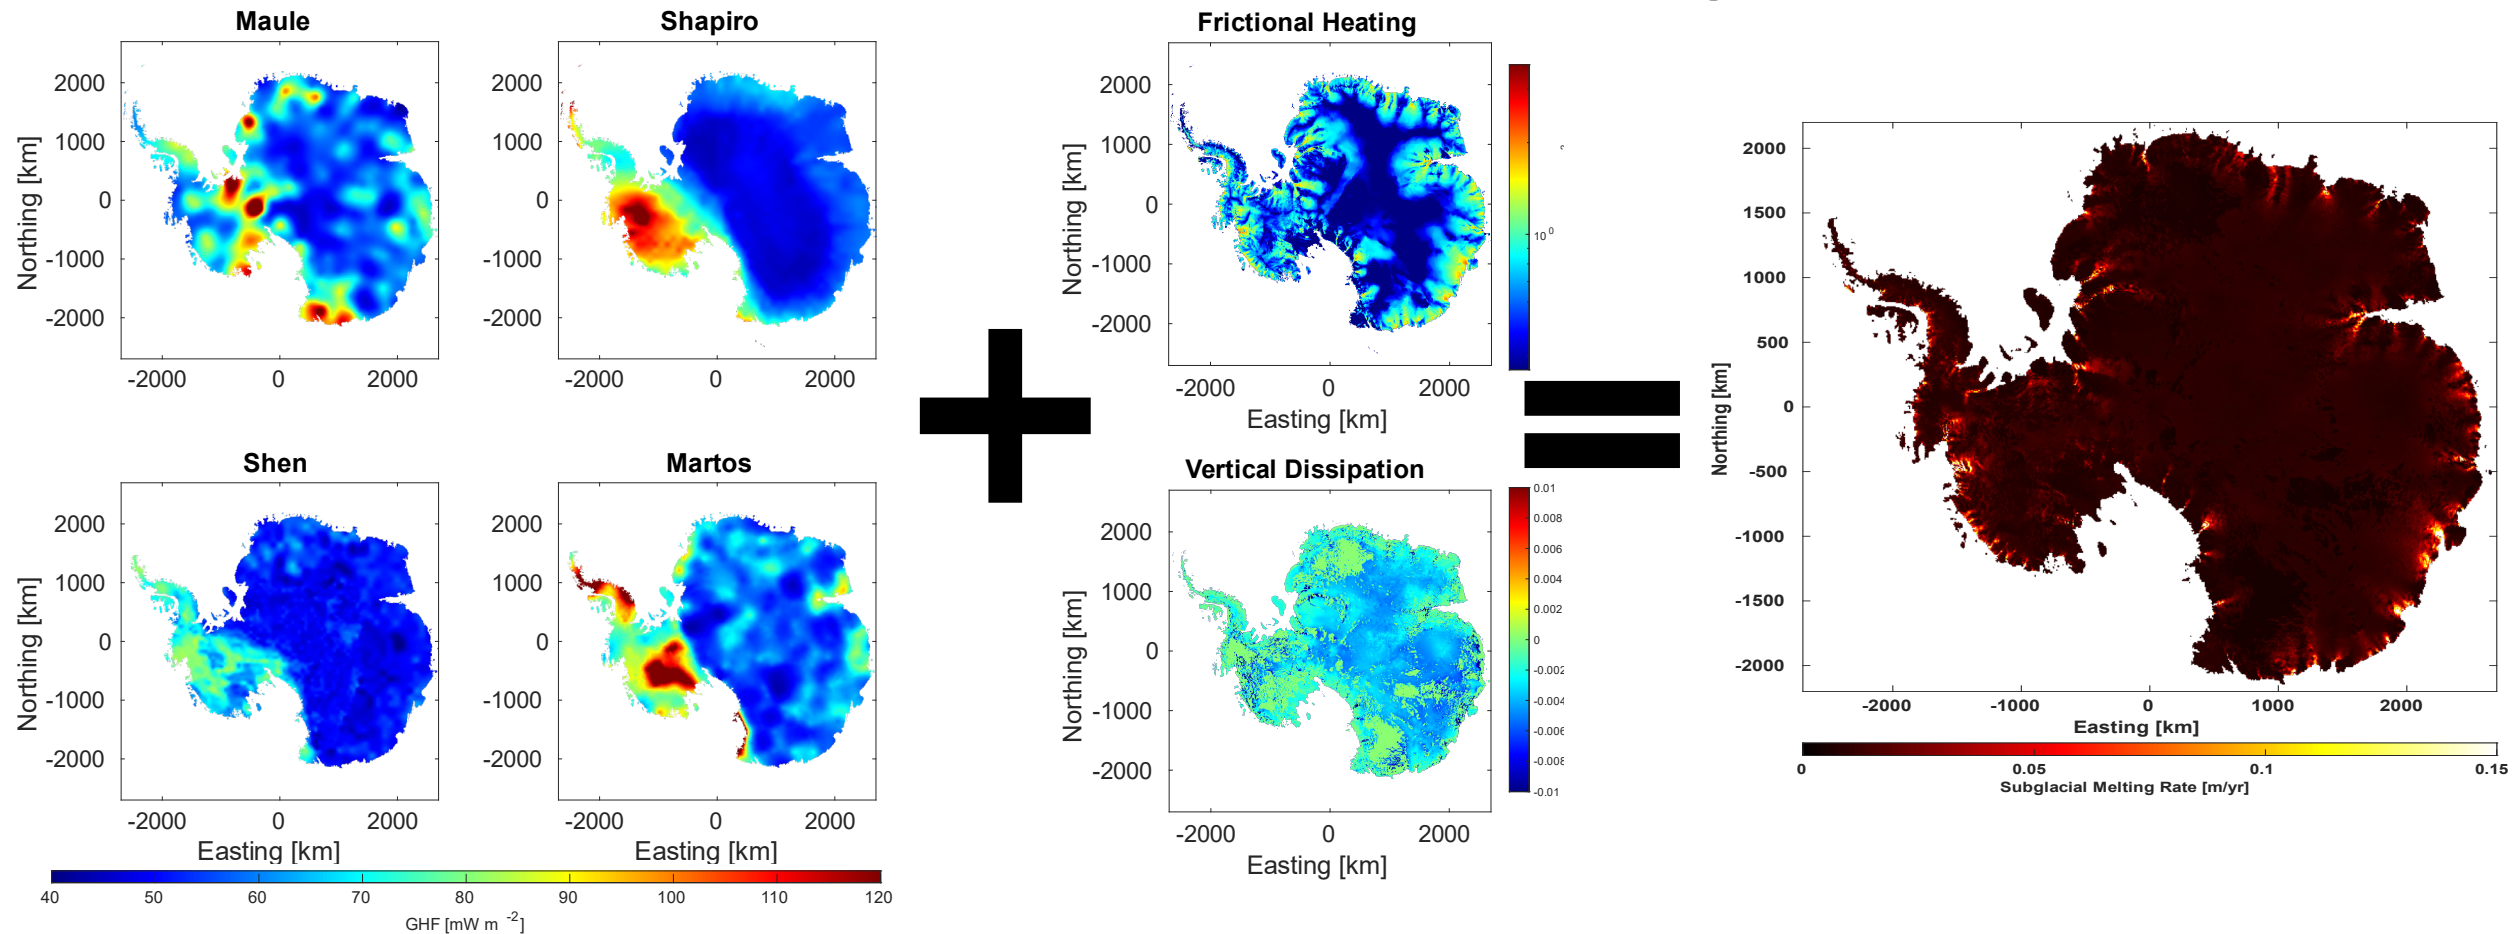 Maule
2000
1000
0
-1000
-2000
Northing [km]
-2000 0 2000
Shapiro
2000
1000
0
-1000
-2000
-2000 0 2000
Shen
2000
1000
0
-1000
-2000
Northing [km]
-2000 0 2000
Easting [km]
Martos
2000
1000
0
-1000
-2000
-2000 0 2000
Easting [km]
40 50 60 70 80 90 100 110 120
GHF [mW m -2]
Frictional Heating
2000
1000
0
-1000
-2000
Northing [km]
-2000 0 2000
Easting [km]
10 0
Vertical Dissipation
2000
1000
0
-1000
-2000
Northing [km]
-2000 0 2000
Easting [km]
0.01
0.008
0.006
0.004
0.002
0
-0.002
-0.004
-0.006
-0.008
-0.01
2000
1500
1000
500
0
-500
-1000
-1500
-2000
Northing [km]
-2000 -1000 0 1000 2000
Easting [km]
0 0.05 0.1 0.15
Subglacial Melting Rate [m/yr]